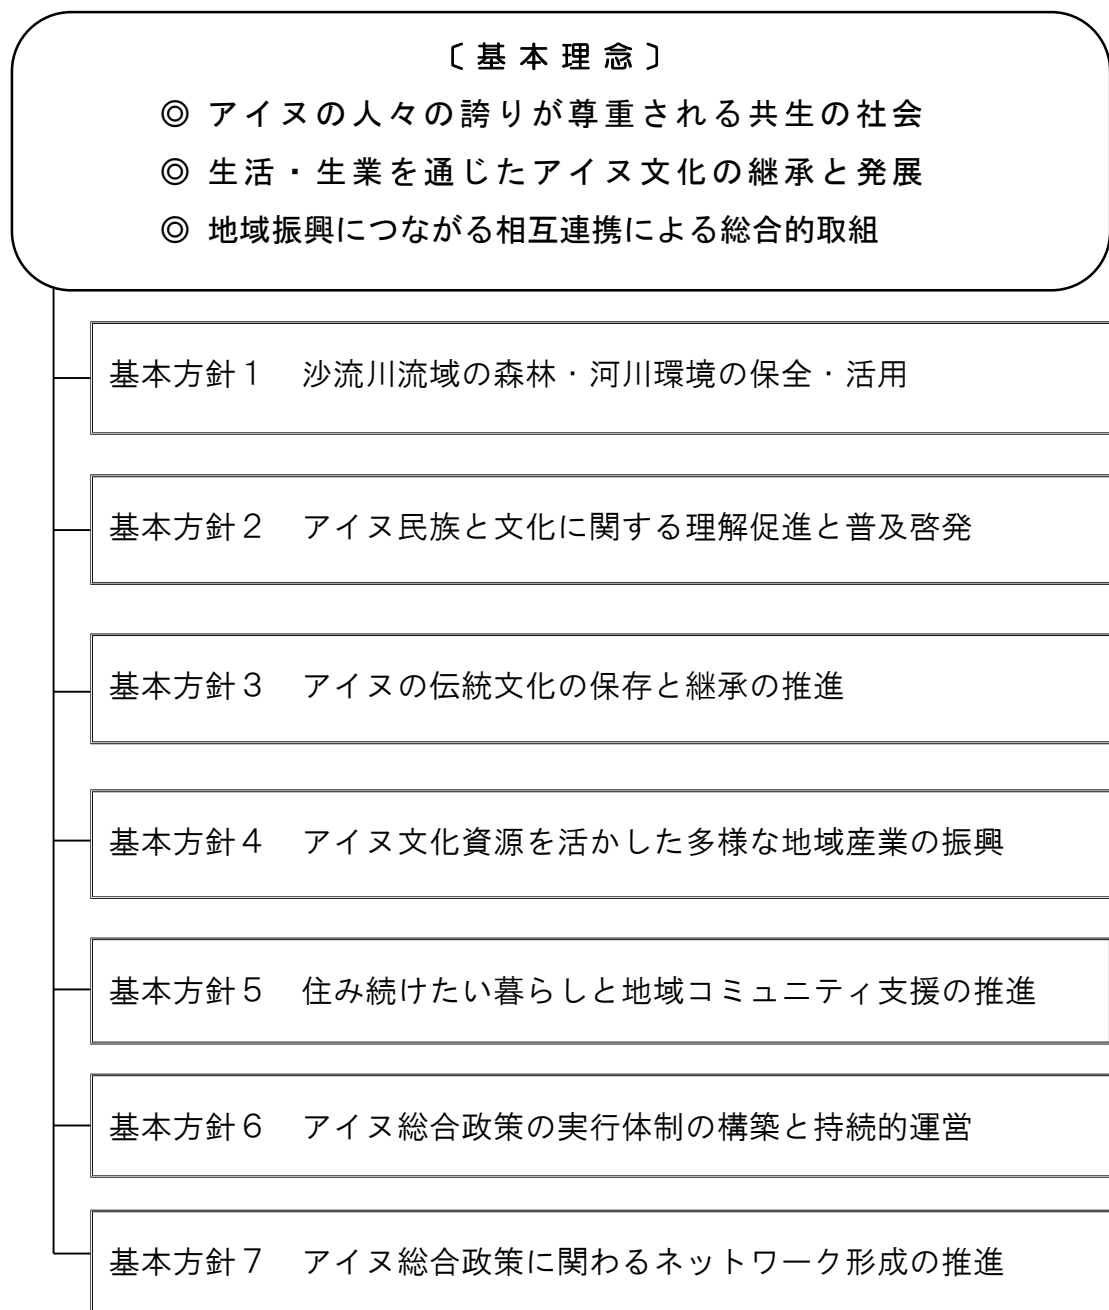 〔基本理念〕
◎ アイヌの人々の誇りが尊重される共生の社会
◎ 生活・生業を通じたアイヌ文化の継承と発展
◎ 地域振興につながる相互連携による総合的取組
基本方針１　沙流川流域の森林・河川環境の保全・活用
基本方針２　アイヌ民族と文化に関する理解促進と普及啓発
基本方針３　アイヌの伝統文化の保存と継承の推進
基本方針４　アイヌ文化資源を活かした多様な地域産業の振興
基本方針５　住み続けたい暮らしと地域コミュニティ支援の推進
基本方針６　アイヌ総合政策の実行体制の構築と持続的運営
基本方針７　アイヌ総合政策に関わるネットワーク形成の推進